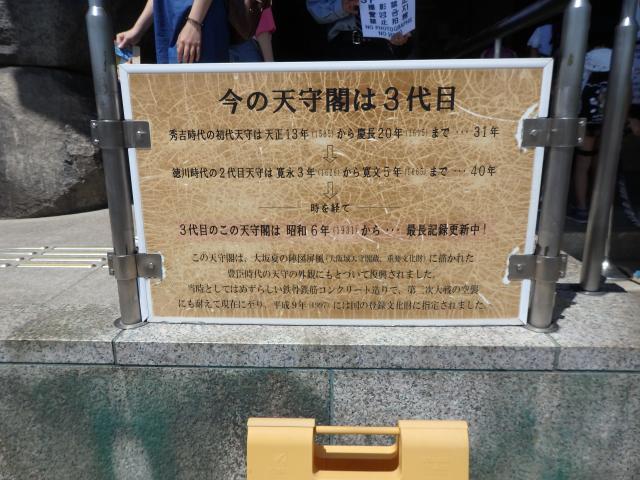 今の天守閣は３代目
秀吉時代の初代天守は 天正13年(1585)から慶長20年(1615)まで … 31年
徳川時代の２代目天守は 寛永３年(1626)から寛文５年(1665)まで … 40年
時を経て
３代目のこの天守閣は 昭和６年(1931)から … 最長記録更新中！
この天守閣は、大坂夏の陣図屏風(大阪城天守閣蔵、重要文化財)に描かれた
豊臣時代の天守の外観にもとづいて復興されました。
当時としてはめずらしい鉄骨鉄筋コンクリート造りで、第二次大戦の空襲
にも耐えて現在にいたり、平成９年(1997)には国の登録文化財に指定されました
NO PHOTOGRAPHS